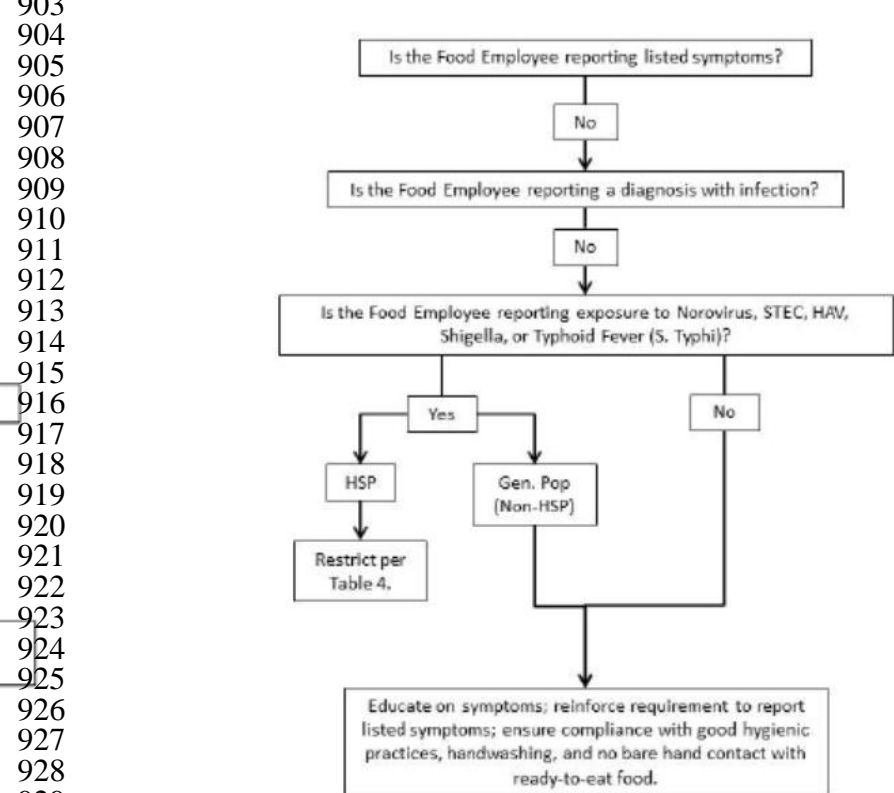 903
904
905
906
907
908
909
910
911
912
913
914
915
916
917
918
919
920
921
922
923
924
925
926
927
928
Is the Food Employee reporting listed symptoms?
No
Is the Food Employee reporting a diagnosis with infection?
No
Is the Food Employee reporting exposure to Norovirus, STEC, HAV,
Shigella, or Typhoid Fever (S. Typhi)?
Yes
No
HSP
Gen. Pop
(Non-HSP)
Restrict per
Table 4.
Educate on symptoms; reinforce requirement to report
listed symptoms; ensure compliance with good hygienic
practices, handwashing, and no bare hand contact with
ready-to-eat food.